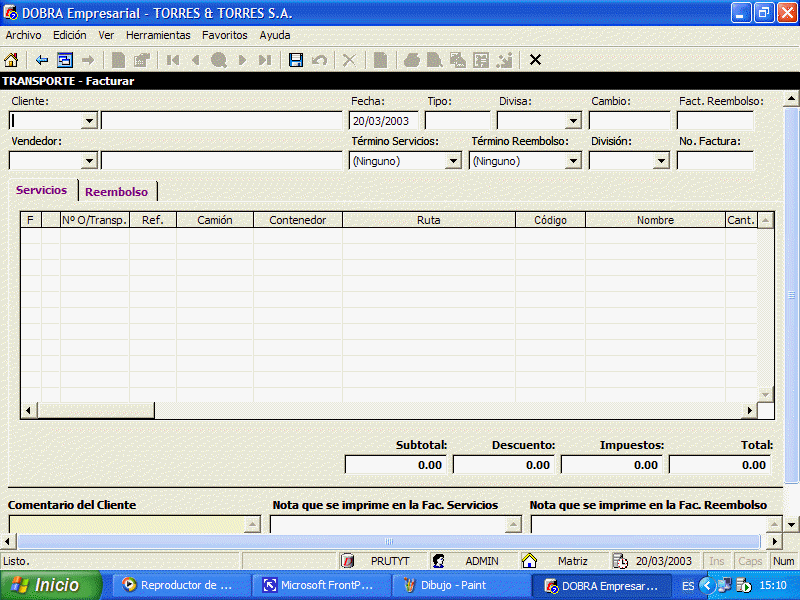 DOBRA Empresarial - TORRES & TORRES S.A.
Archivo Edición Ver Herramientas Favoritos Ayuda
TRANSPORTE - Facturar
Cliente: Fecha: Tipo: Divisa: Cambio: Fact. Reembolso:
20/03/2003
Vendedor: Término Servicios: Término Reembolso: División: No. Factura:
(Ninguno) (Ninguno)
Servicios Reembolso
F Nº O/Transp. Ref. Camión Contenedor Ruta Código Nombre Cant.
Subtotal: Descuento: Impuestos: Total:
0.00 0.00 0.00 0.00
Comentario del Cliente Nota que se imprime en la Fac. Servicios Nota que se imprime en la Fac. Reembolso
Listo. PRUTYT ADMIN Matriz 20/03/2003 Ins Caps Num
Inicio Reproductor de ... Microsoft FrontP... Dibujo - Paint DOBRA Empresar... ES 15:10